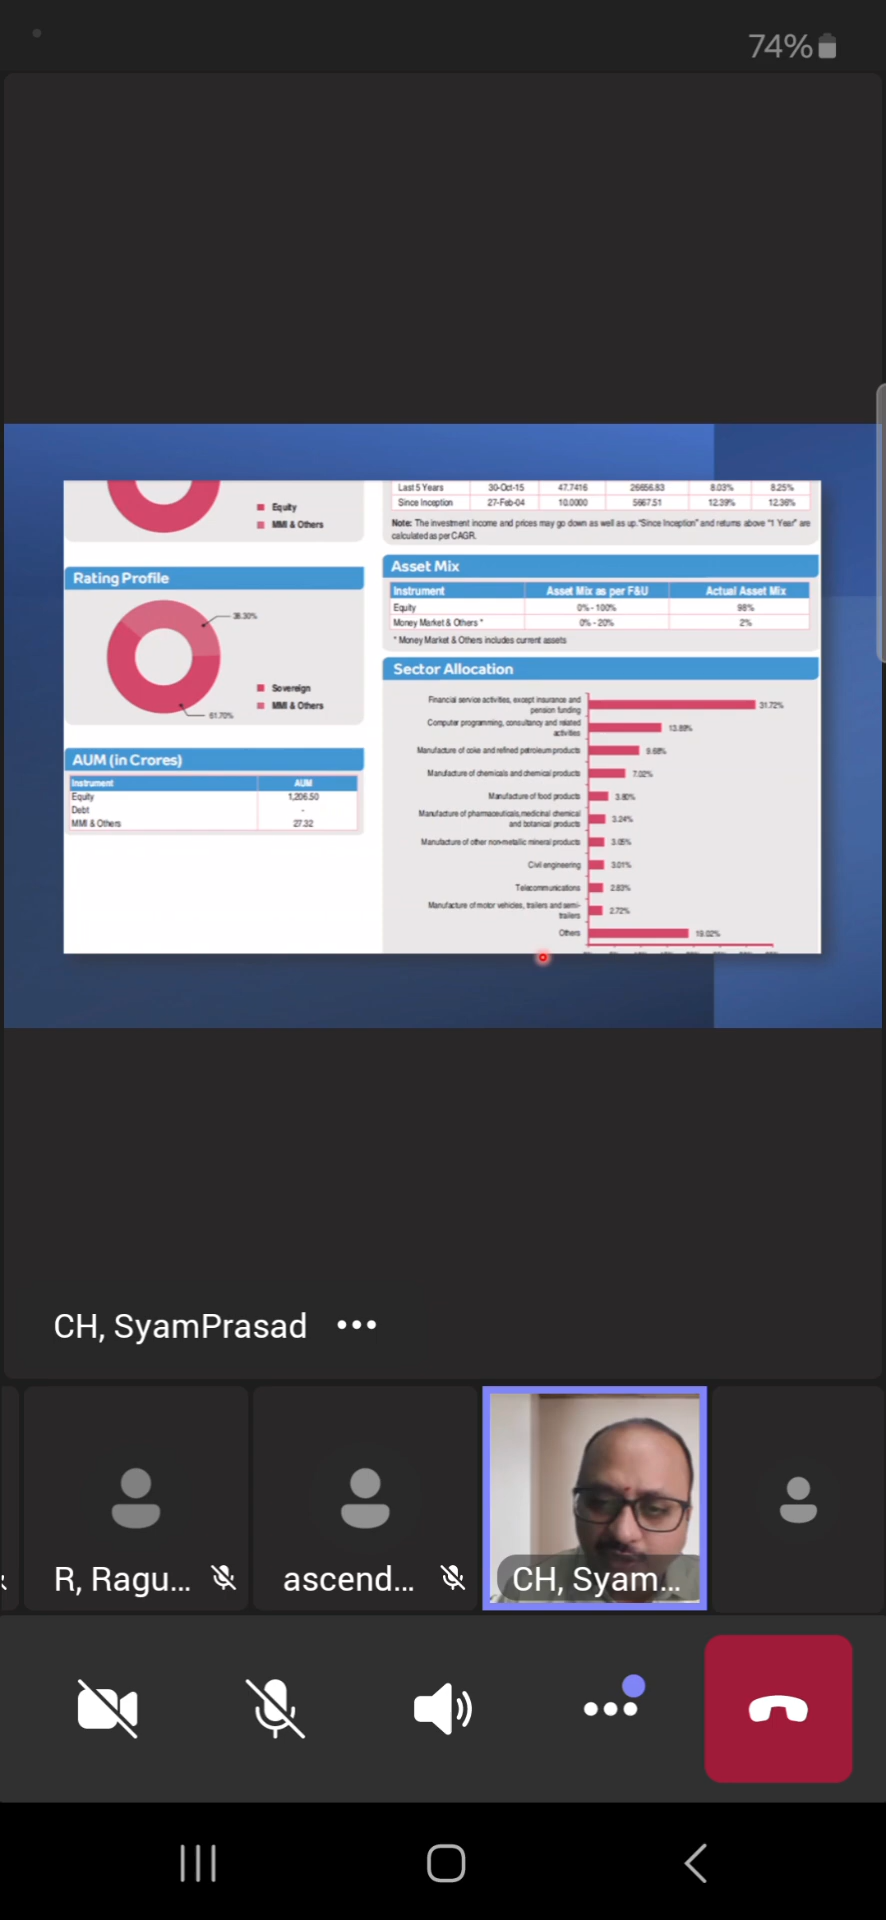 74%
Equity
MMI & Others
Last 5 Years 30-Oct-15 47.7416 26656.83 8.03% 8.25%
Since Inception 27-Feb-04 10.0000 5667.51 12.39% 12.36%
Note: The investment income and prices may go down as well as up. "Since Inception" and returns above "1 Year" are
calculated as per CAGR.
Rating Profile
38.30%
Sovereign
MMI & Others
61.70%
AUM (in Crores)
Instrument AUM
Equity 1,206.50
Debt -
MMI & Others 27.32
Asset Mix
Instrument Asset Mix as per F&U Actual Asset Mix
Equity 0% - 100% 98%
Money Market & Others * 0% - 20% 2%
* Money Market & Others includes current assets
Sector Allocation
Financial service activities, except insurance and
pension funding 31.72%
Computer programming, consultancy and related
activities
Manufacture of coke and refined petroleum products
Manufacture of chemicals and chemical products 7.02%
Manufacture of food products 3.80%
Manufacture of pharmaceuticals, medicinal chemical
and botanical products 3.24%
Manufacture of other non-metallic mineral products 3.05%
Civil engineering 3.01%
Telecommunications 2.83%
Manufacture of motor vehicles, trailers and semi-
trailers 2.72%
Others 19.02%
CH, SyamPrasad
R, Ragu...
ascend...
CH, Syam...